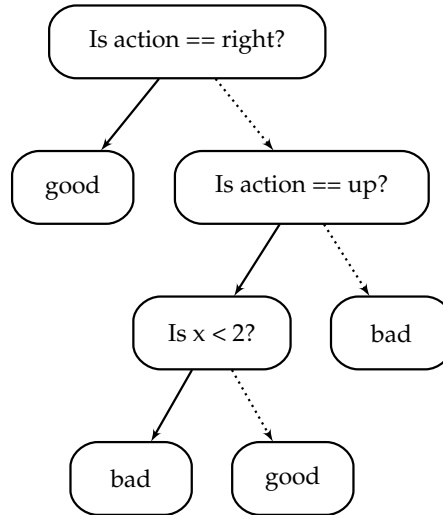 Is action == right?
good
Is action == up?
Is x < 2?
bad
bad
good